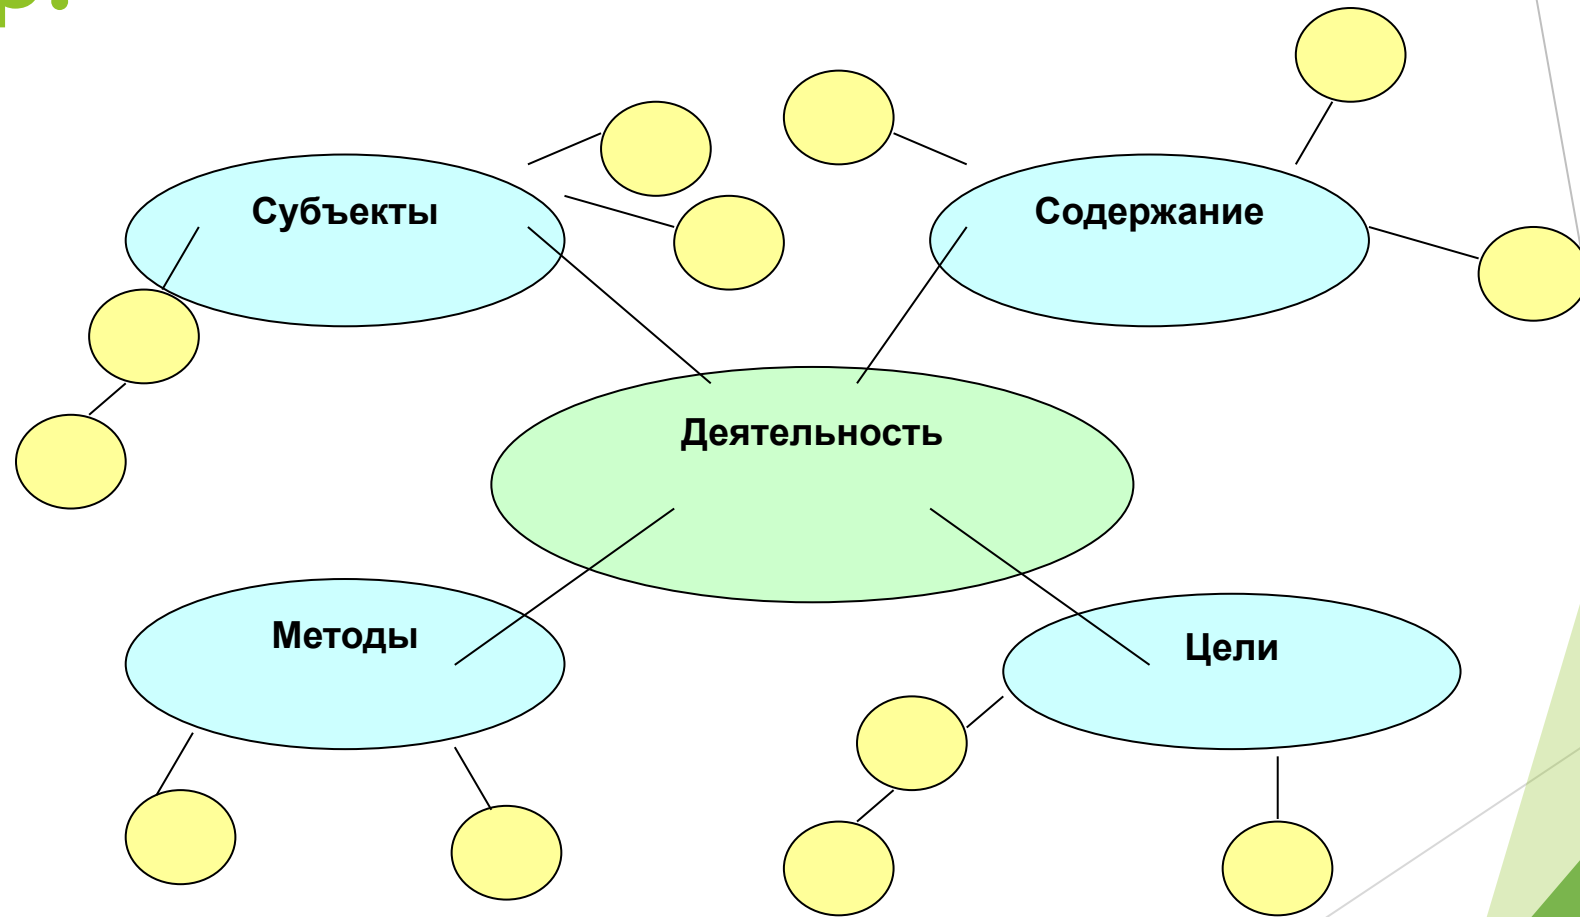 Субъекты
Содержание
Деятельность
Методы
Цели